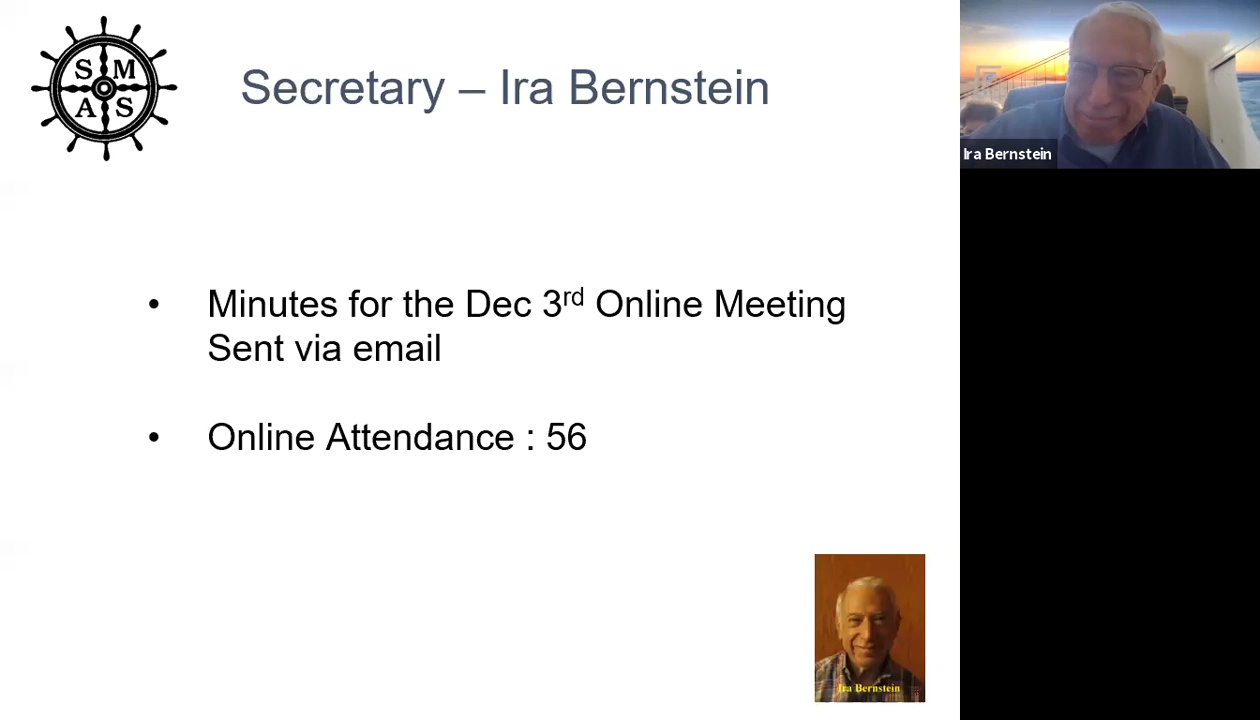 S M
A S
Secretary – Ira Bernstein
Ira Bernstein
• Minutes for the Dec 3rd Online Meeting
Sent via email
• Online Attendance : 56
Ira Bernstein